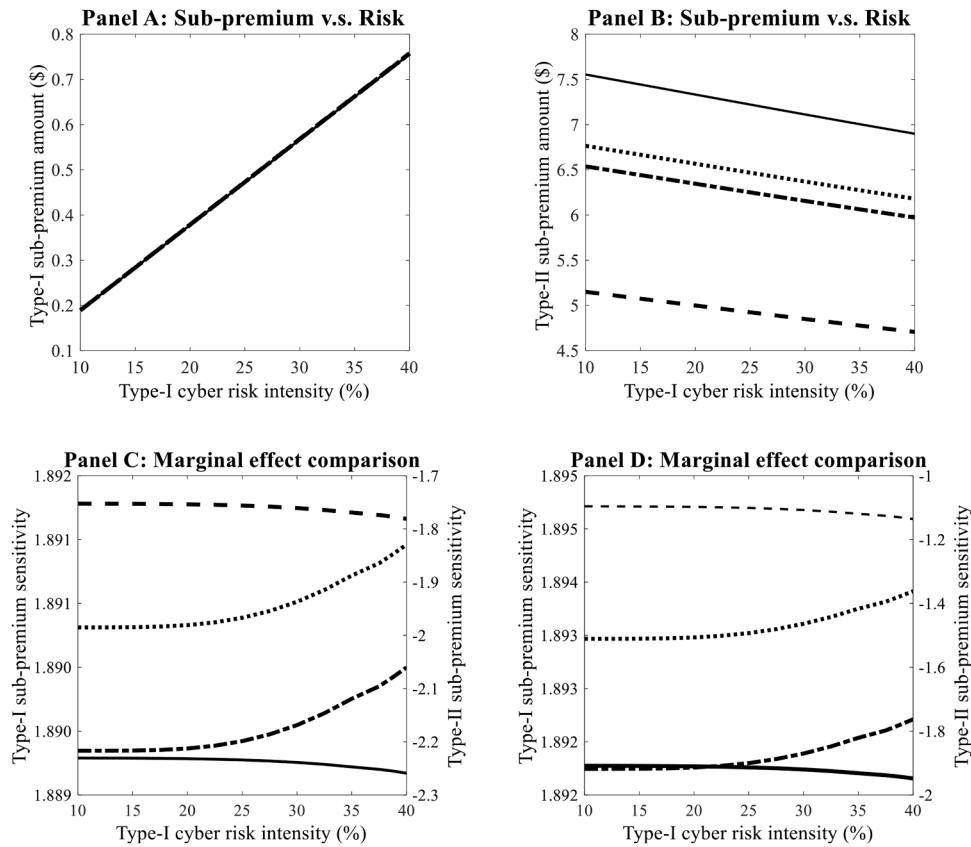 Panel A: Sub-premium v.s. Risk
0.8
0.7
0.6
0.5
0.4
0.3
0.2
0.1
Type-I sub-premium amount ($)
10 15 20 25 30 35 40
Type-I cyber risk intensity (%)
Panel B: Sub-premium v.s. Risk
8
7.5
7
6.5
6
5.5
5
4.5
Type-II sub-premium amount ($)
10 15 20 25 30 35 40
Type-I cyber risk intensity (%)
Panel C: Marginal effect comparison
1.892
1.891
1.891
1.890
1.890
1.889
Type-I sub-premium sensitivity
-1.7
-1.8
-1.9
-2
-2.1
-2.2
-2.3
Type-II sub-premium sensitivity
10 15 20 25 30 35 40
Type-I cyber risk intensity (%)
Panel D: Marginal effect comparison
1.895
1.895
1.894
1.893
1.893
1.892
1.892
Type-I sub-premium sensitivity
-1
-1.2
-1.4
-1.6
-1.8
-2
Type-II sub-premium sensitivity
10 15 20 25 30 35 40
Type-I cyber risk intensity (%)